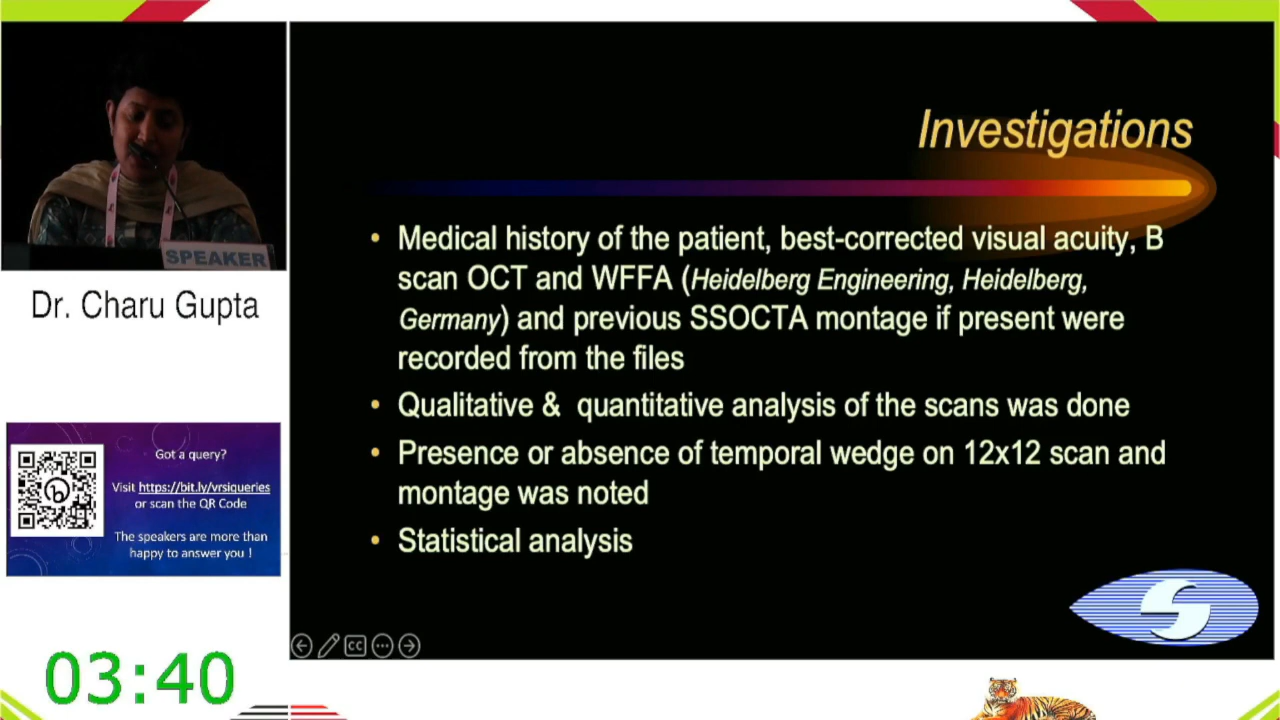 SPEAKER
Dr. Charu Gupta
Got a query?
Visit https://bit.ly/vrsiqueries
or scan the QR Code
The speakers are more than
happy to answer you !
03:40
Investigations
• Medical history of the patient, best-corrected visual acuity, B
scan OCT and WFFA (Heidelberg Engineering, Heidelberg,
Germany) and previous SSOCTA montage if present were
recorded from the files
• Qualitative & quantitative analysis of the scans was done
• Presence or absence of temporal wedge on 12x12 scan and
montage was noted
• Statistical analysis
S
CC